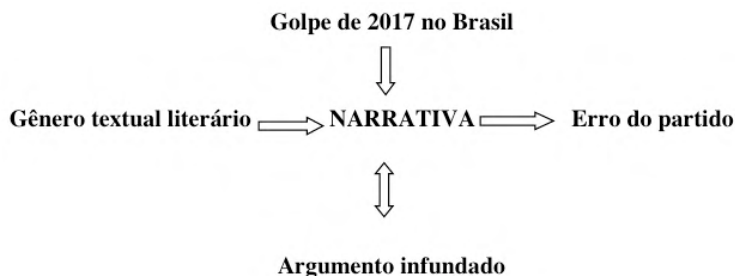 Golpe de 2017 no Brasil
Gênero textual literário NARRATIVA Erro do partido
Argumento infundado